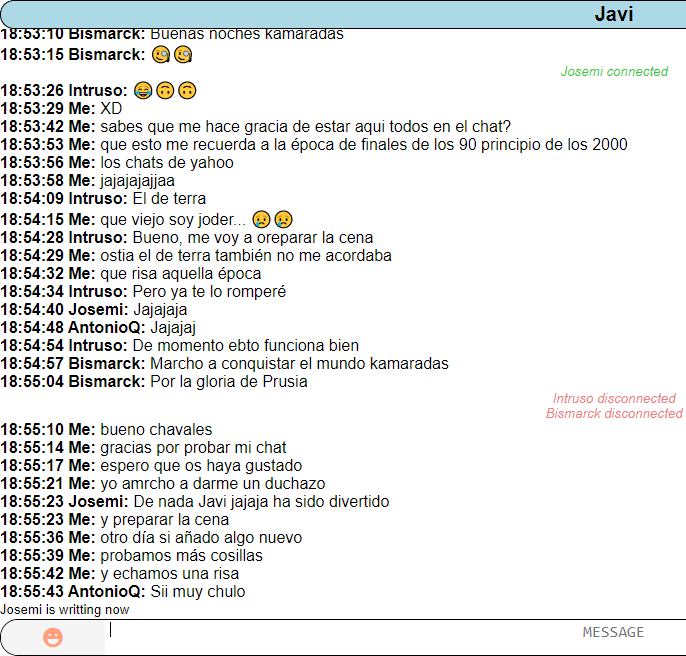 Javi
18:53:10 Bismarck: Buenas noches kamaradas
18:53:15 Bismarck: 🧐🧐
Josemi connected
18:53:26 Intruso: 😂🙃🙃
18:53:29 Me: XD
18:53:42 Me: sabes que me hace gracia de estar aqui todos en el chat?
18:53:53 Me: que esto me recuerda a la época de finales de los 90 principio de los 2000
18:53:56 Me: los chats de yahoo
18:53:58 Me: jajajajajjaa
18:54:09 Intruso: El de terra
18:54:15 Me: que viejo soy joder... 😢😢
18:54:28 Intruso: Bueno, me voy a oreparar la cena
18:54:29 Me: ostia el de terra también no me acordaba
18:54:32 Me: que risa aquella época
18:54:34 Intruso: Pero ya te lo romperé
18:54:40 Josemi: Jajajaja
18:54:48 AntonioQ: Jajajaj
18:54:54 Intruso: De momento ebto funciona bien
18:54:57 Bismarck: Marcho a conquistar el mundo kamaradas
18:55:04 Bismarck: Por la gloria de Prusia
Intruso disconnected
Bismarck disconnected
18:55:10 Me: bueno chavales
18:55:14 Me: gracias por probar mi chat
18:55:17 Me: espero que os haya gustado
18:55:21 Me: yo amrcho a darme un duchazo
18:55:23 Josemi: De nada Javi jajaja ha sido divertido
18:55:23 Me: y preparar la cena
18:55:36 Me: otro día si añado algo nuevo
18:55:39 Me: probamos más cosillas
18:55:42 Me: y echamos una risa
18:55:43 AntonioQ: Sii muy chulo
Josemi is writting now
MESSAGE